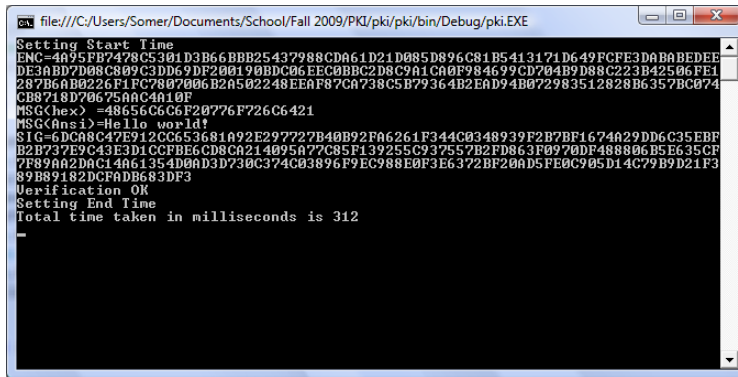 file:///C:/Users/Somer/Documents/School/Fall 2009/PKI/pki/pki/bin/Debug/pki.EXE
Setting Start Time
ENC=4A95FB7478C5301D3B66BBB25437988CDA61D21D085D896C81B5413171D649FCFE3DABABEDEE
DE3ABD7D08C809C3DD69DF200190BDC06EEC0BBC2D8C9A1CA0F984699CD704B9D88C223B42506FE1
287B6AB0226F1FC7807006B2A502248EEAF87CA738C5B79364B2EAD94B072983512828B6357BC074
CB8718D70675AAC4A10F
MSG(hex) =48656C6C6F20776F726C6421
MSG(Ansi)=Hello world!
SIG=6DCA8C47E912CC653681A92E297727B40B92FA6261F344C0348939F2B7BF1674A29DD6C35EBF
B2B737E9C43E3D1CCFBE6CD8CA214095A77C85F139255C937557B2FD863F0970DF488806B5E635CF
7F89AA2DAC14A61354D0AD3D730C374C03896F9EC988E0F3E6372BF20AD5FE0C905D14C79B9D21F3
89B89182DCFADB683DF3
Verification OK
Setting End Time
Total time taken in milliseconds is 312